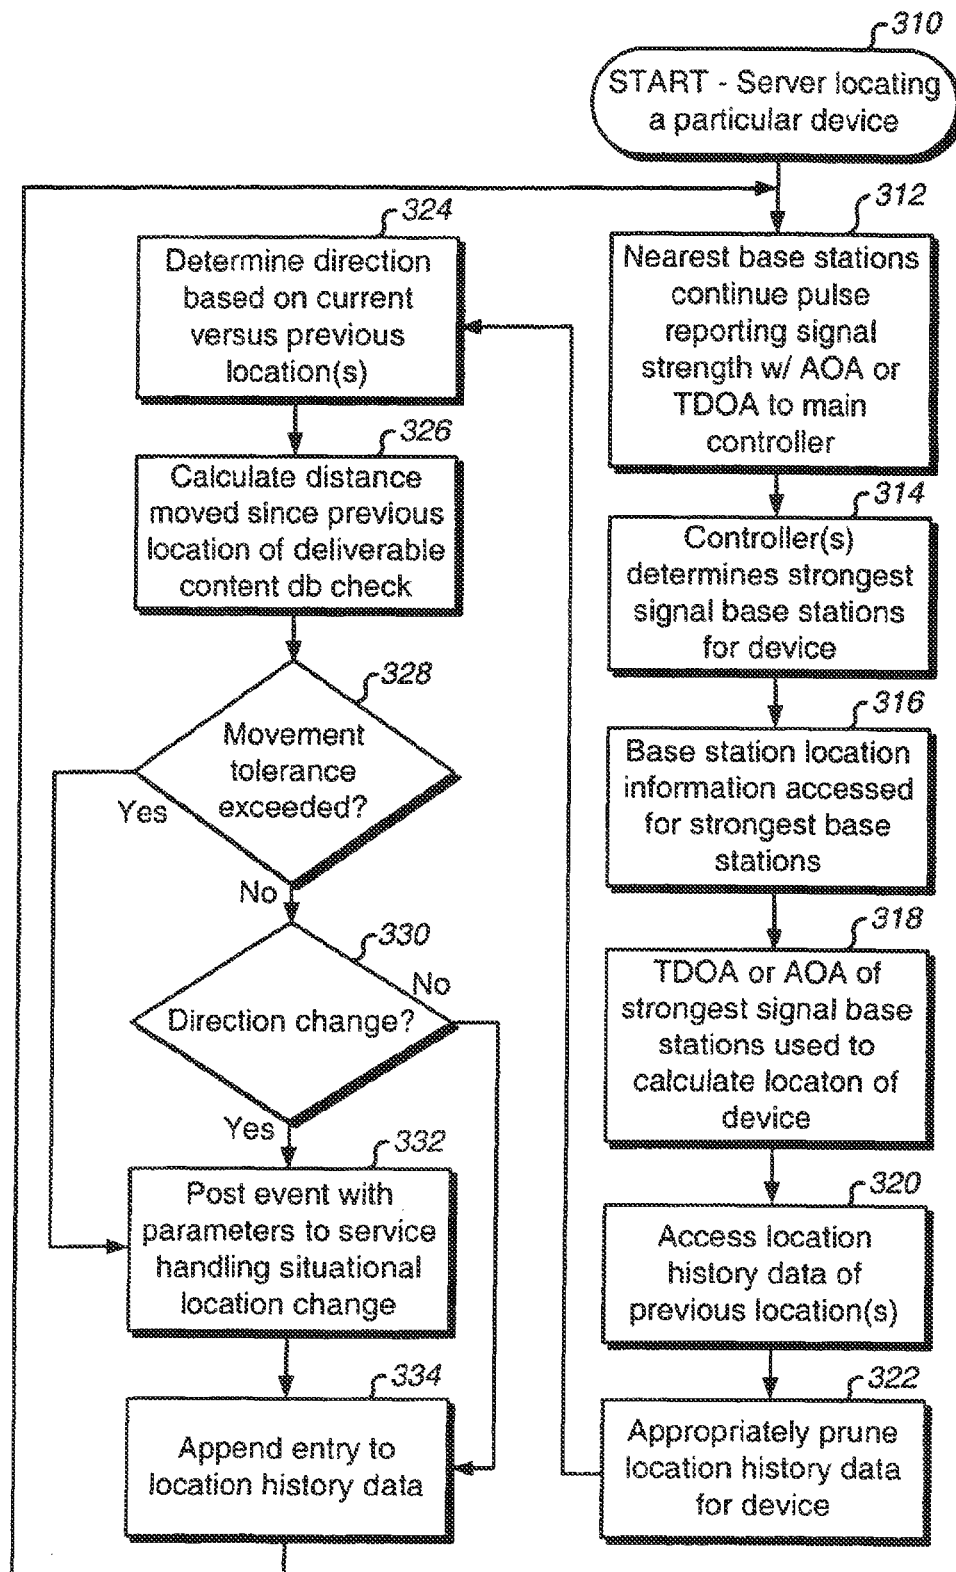 310
START - Server locating
a particular device
312
Nearest base stations
continue pulse
reporting signal
strength w/ AOA or
TDOA to main
controller
314
Controller(s)
determines strongest
signal base stations
for device
316
Base station location
information accessed
for strongest base
stations
318
TDOA or AOA of
strongest signal base
stations used to
calculate locaton of
device
320
Access location
history data of
previous location(s)
322
Appropriately prune
location history data
for device
324
Determine direction
based on current
versus previous
location(s)
326
Calculate distance
moved since previous
location of deliverable
content db check
328
Movement
tolerance
exceeded?
Yes
No
330
Direction change?
No
Yes
332
Post event with
parameters to service
handling situational
location change
334
Append entry to
location history data